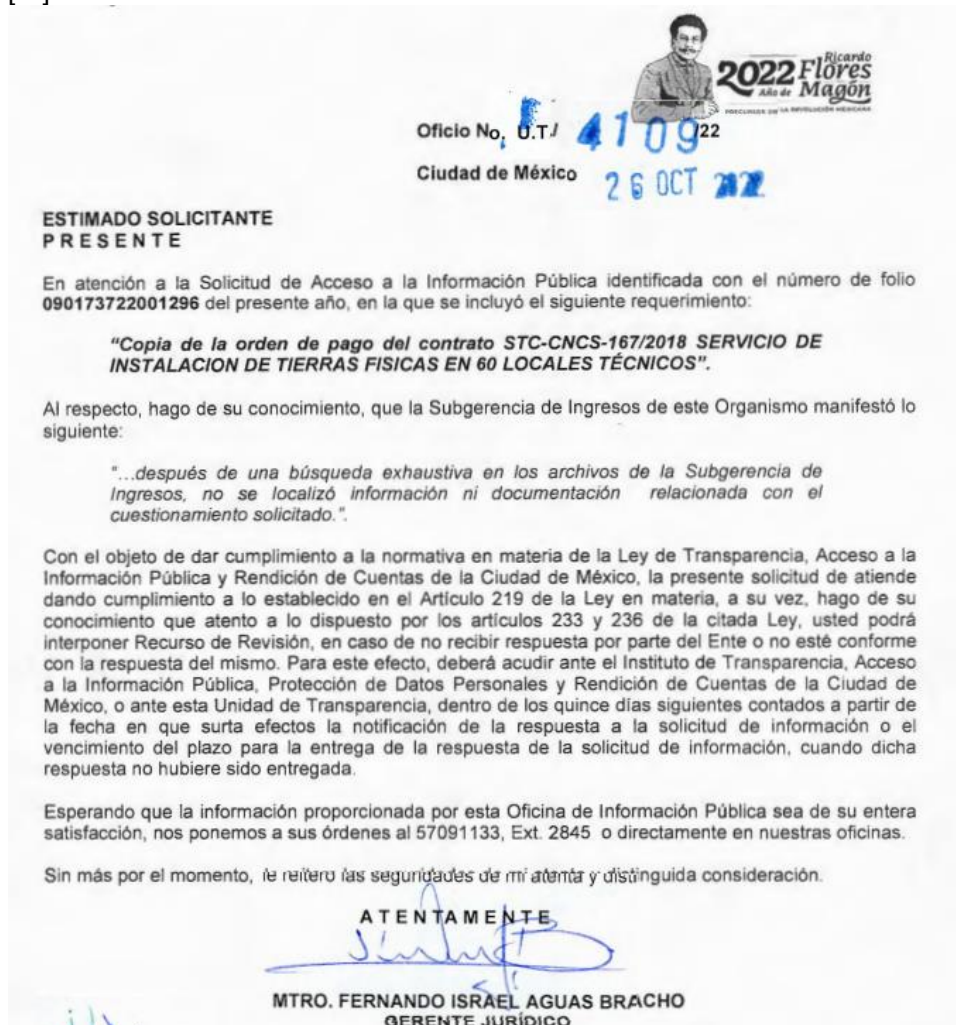 Ricardo
2022 Flores
Año de Magón
PRECURSOR DE LA REVOLUCIÓN MEXICANA
Oficio No. U.T./ 4109/22
Ciudad de México 26 OCT 2022
ESTIMADO SOLICITANTE
P R E S E N T E
En atención a la Solicitud de Acceso a la Información Pública identificada con el número de folio
090173722001296 del presente año, en la que se incluyó el siguiente requerimiento:
"Copia de la orden de pago del contrato STC-CNCS-167/2018 SERVICIO DE
INSTALACION DE TIERRAS FISICAS EN 60 LOCALES TÉCNICOS".
Al respecto, hago de su conocimiento, que la Subgerencia de Ingresos de este Organismo manifestó lo
siguiente:
"...después de una búsqueda exhaustiva en los archivos de la Subgerencia de
Ingresos, no se localizó información ni documentación relacionada con el
cuestionamiento solicitado.".
Con el objeto de dar cumplimiento a la normativa en materia de la Ley de Transparencia, Acceso a la
Información Pública y Rendición de Cuentas de la Ciudad de México, la presente solicitud de atiende
dando cumplimiento a lo establecido en el Artículo 219 de la Ley en materia, a su vez, hago de su
conocimiento que atento a lo dispuesto por los artículos 233 y 236 de la citada Ley, usted podrá
interponer Recurso de Revisión, en caso de no recibir respuesta por parte del Ente o no esté conforme
con la respuesta del mismo. Para este efecto, deberá acudir ante el Instituto de Transparencia, Acceso
a la Información Pública, Protección de Datos Personales y Rendición de Cuentas de la Ciudad de
México, o ante esta Unidad de Transparencia, dentro de los quince días siguientes contados a partir de
la fecha en que surta efectos la notificación de la respuesta a la solicitud de información o el
vencimiento del plazo para la entrega de la respuesta de la solicitud de información, cuando dicha
respuesta no hubiere sido entregada.
Esperando que la información proporcionada por esta Oficina de Información Pública sea de su entera
satisfacción, nos ponemos a sus órdenes al 57091133, Ext. 2845 o directamente en nuestras oficinas.
Sin más por el momento, le reitero las seguridades de mi atenta y distinguida consideración.
A T E N T A M E N T E
MTRO. FERNANDO ISRAEL AGUAS BRACHO
GERENTE JURÍDICO